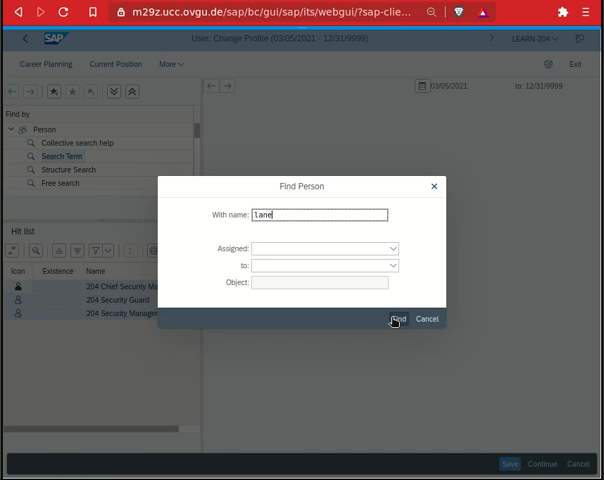 m29z.ucc.ovgu.de/sap/bc/gui/sap/its/webgui/?sap-clie...
SAP
User: Change Profile (03/05/2021 - 12/31/9999)
LEARN-204
Career Planning
Current Position
More
Exit
03/05/2021
to: 12/31/9999
Find by
Person
Collective search help
Search Term
Structure Search
Free search
Find Person
With name:
lane
Assigned:
to:
Object:
Find
Cancel
Hit list
Icon
Existence
Name
204 Chief Security Ma
204 Security Guard
204 Security Manager
Save
Continue
Cancel